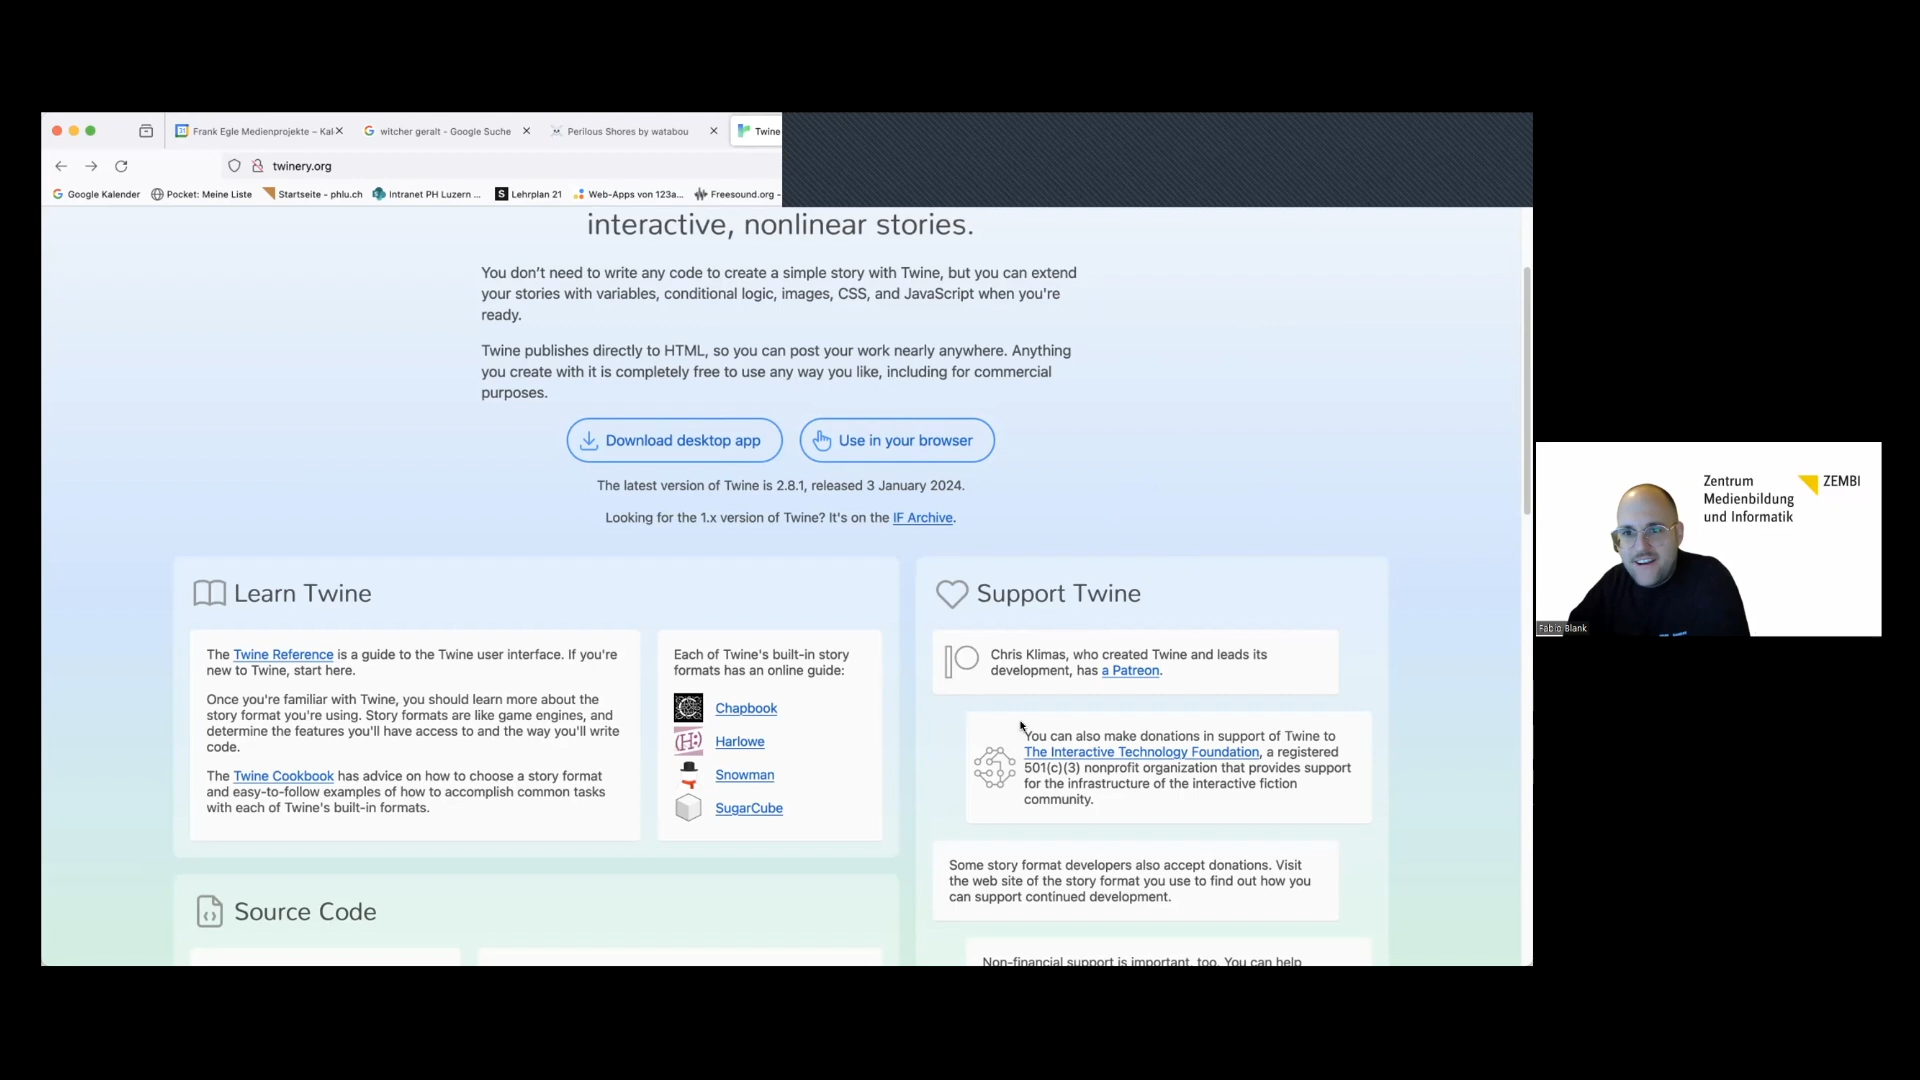 Frank Egle Medienprojekte – Kal
witcher geralt - Google Suche
Perilous Shores by watabou
Twine
twinery.org
Google Kalender
Pocket: Meine Liste
Startseite - phlu.ch
Intranet PH Luzern ...
S Lehrplan 21
Web-Apps von 123a...
Freesound.org -
interactive, nonlinear stories.
You don’t need to write any code to create a simple story with Twine, but you can extend
your stories with variables, conditional logic, images, CSS, and JavaScript when you're
ready.
Twine publishes directly to HTML, so you can post your work nearly anywhere. Anything
you create with it is completely free to use any way you like, including for commercial
purposes.
Download desktop app
Use in your browser
The latest version of Twine is 2.8.1, released 3 January 2024.
Looking for the 1.x version of Twine? It's on the IF Archive.
Learn Twine
The Twine Reference is a guide to the Twine user interface. If you're
new to Twine, start here.
Once you're familiar with Twine, you should learn more about the
story format you're using. Story formats are like game engines, and
determine the features you'll have access to and the way you'll write
code.
The Twine Cookbook has advice on how to choose a story format
and easy-to-follow examples of how to accomplish common tasks
with each of Twine's built-in formats.
Each of Twine's built-in story
formats has an online guide:
Chapbook
Harlowe
Snowman
SugarCube
Source Code
Support Twine
Chris Klimas, who created Twine and leads its
development, has a Patreon.
You can also make donations in support of Twine to
The Interactive Technology Foundation, a registered
501(c)(3) nonprofit organization that provides support
for the infrastructure of the interactive fiction
community.
Some story format developers also accept donations. Visit
the web site of the story format you use to find out how you
can support continued development.
Non-financial support is important, too. You can help
Zentrum
Medienbildung
und Informatik
ZEMBI
Fabio Blank